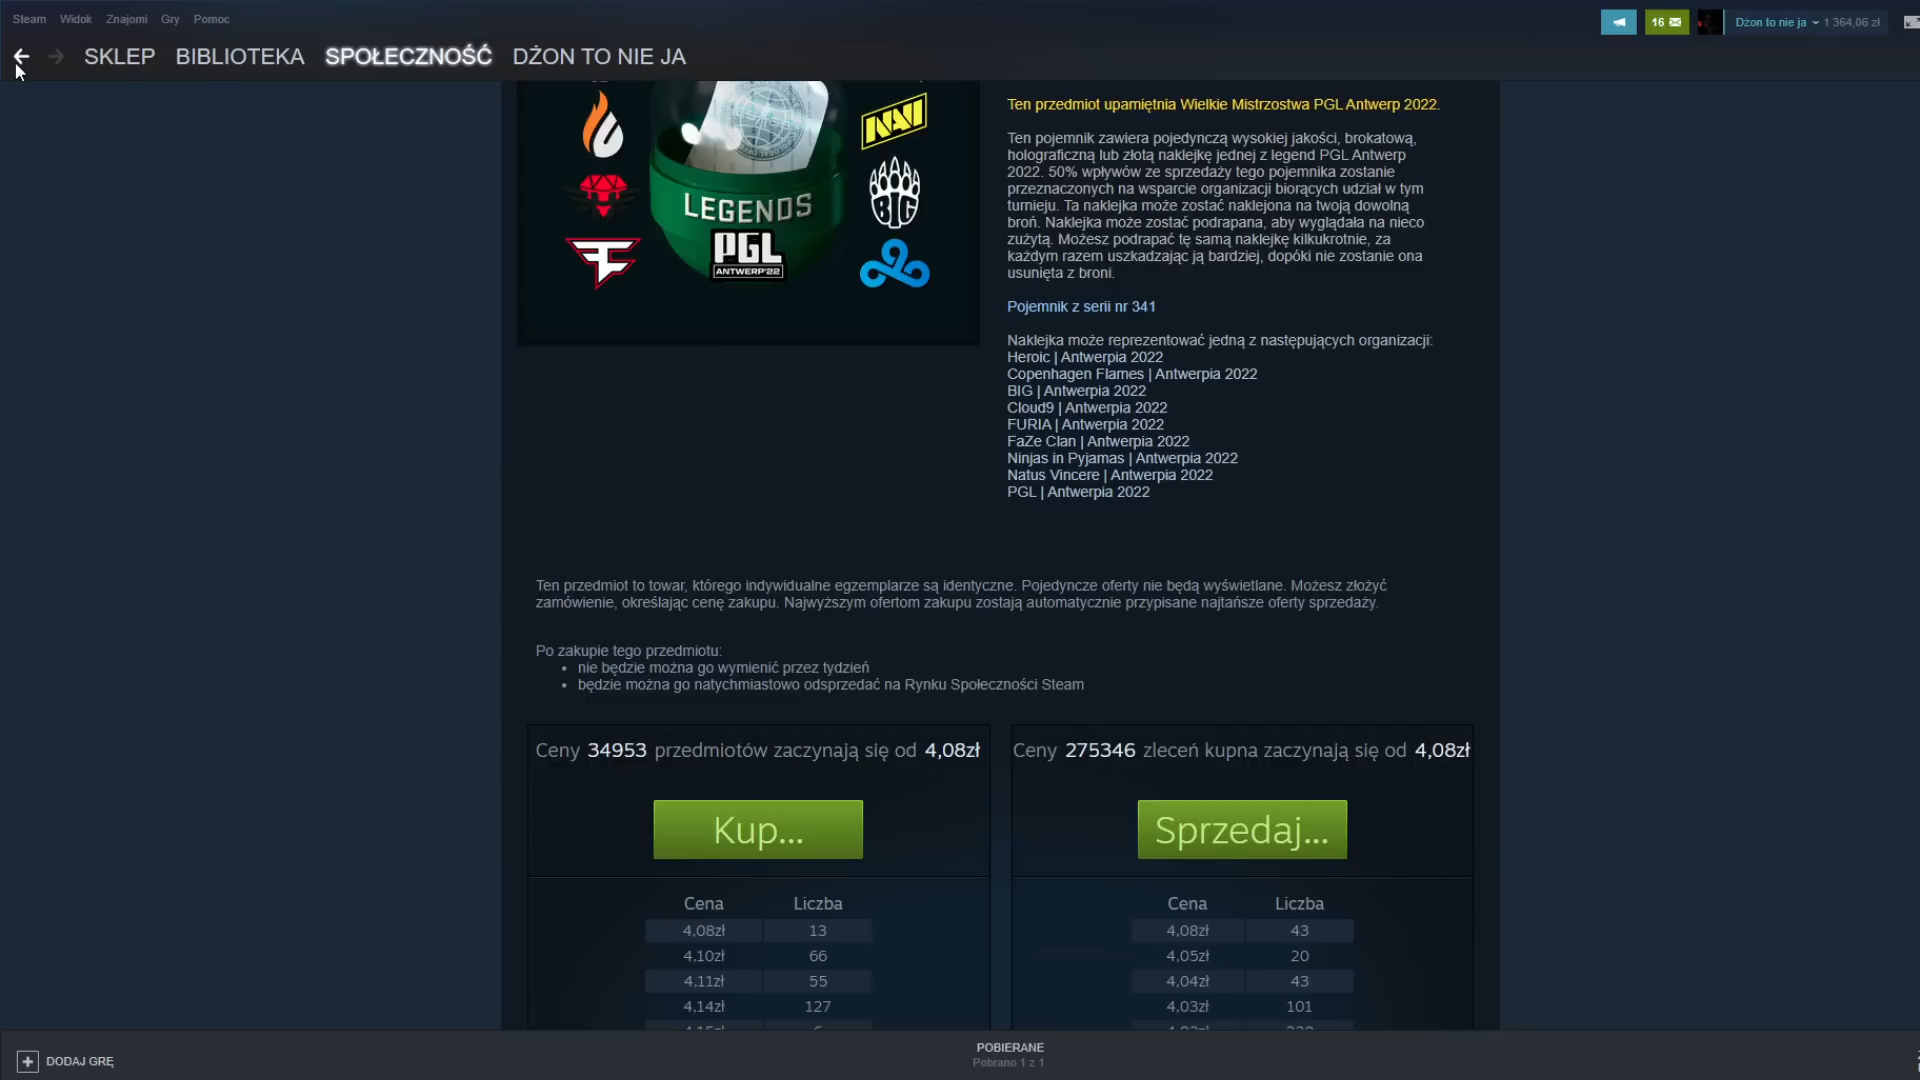 Steam Widok Znajomi Gry Pomoc
16 Dżon to nie ja 1 364,06 zł
SKLEP BIBLIOTEKA SPOŁECZNOŚĆ DŻON TO NIE JA
NAVI
BIG
LEGENDS
PGL
ANTWERP'22
Ten przedmiot upamiętnia Wielkie Mistrzostwa PGL Antwerp 2022.
Ten pojemnik zawiera pojedynczą wysokiej jakości, brokatową,
holograficzną lub złotą naklejkę jednej z legend PGL Antwerp
2022. 50% wpływów ze sprzedaży tego pojemnika zostanie
przeznaczonych na wsparcie organizacji biorących udział w tym
turnieju. Ta naklejka może zostać naklejona na twoją dowolną
broń. Naklejka może zostać podrapana, aby wyglądała na nieco
zużytą. Możesz podrapać tę samą naklejkę kilkukrotnie, za
każdym razem uszkadzając ją bardziej, dopóki nie zostanie ona
usunięta z broni.
Pojemnik z serii nr 341
Naklejka może reprezentować jedną z następujących organizacji:
Heroic | Antwerpia 2022
Copenhagen Flames | Antwerpia 2022
BIG | Antwerpia 2022
Cloud9 | Antwerpia 2022
FURIA | Antwerpia 2022
FaZe Clan | Antwerpia 2022
Ninjas in Pyjamas | Antwerpia 2022
Natus Vincere | Antwerpia 2022
PGL | Antwerpia 2022
Ten przedmiot to towar, którego indywidualne egzemplarze są identyczne. Pojedyncze oferty nie będą wyświetlane. Możesz złożyć
zamówienie, określając cenę zakupu. Najwyższym ofertom zakupu zostają automatycznie przypisane najtańsze oferty sprzedaży.
Po zakupie tego przedmiotu:
• nie będzie można go wymienić przez tydzień
• będzie można go natychmiastowo odsprzedać na Rynku Społeczności Steam
Ceny 34953 przedmiotów zaczynają się od 4,08zł
Kup...
Cena Liczba
4,08zł 13
4,10zł 66
4,11zł 55
4,14zł 127
Ceny 275346 zleceń kupna zaczynają się od 4,08zł
Sprzedaj...
Cena Liczba
4,08zł 43
4,05zł 20
4,04zł 43
4,03zł 101
+ DODAJ GRĘ
POBIERANE
Pobrano 1 z 1